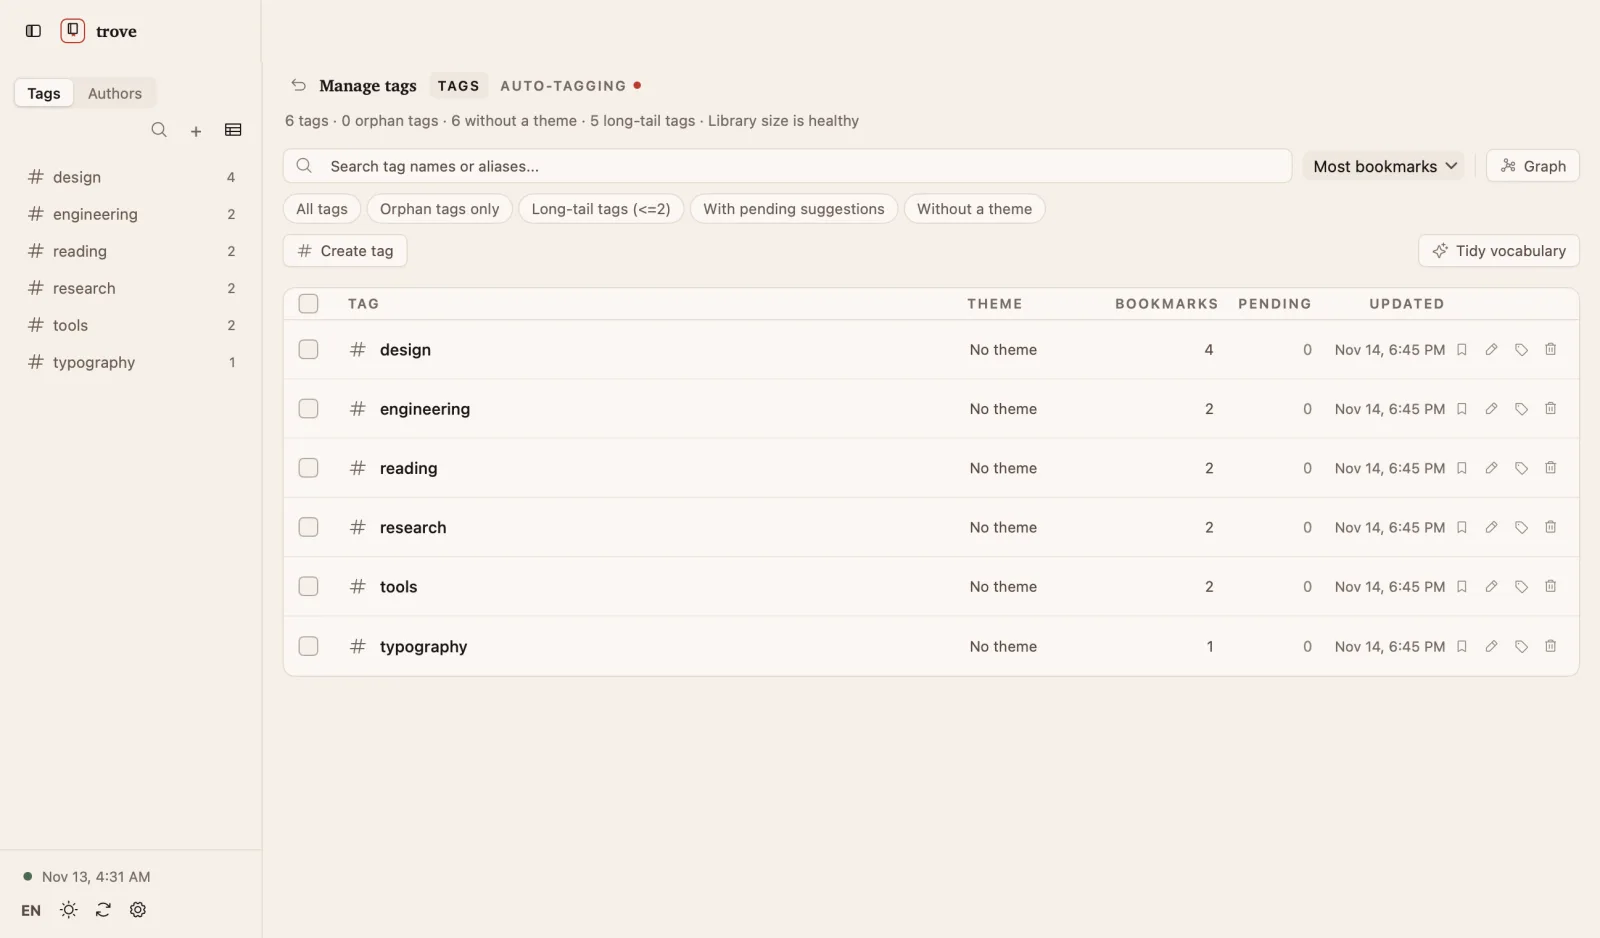 trove
Tags Authors
design 4
engineering 2
reading 2
research 2
tools 2
typography 1
Nov 13, 4:31 AM
EN
Manage tags TAGS AUTO-TAGGING
6 tags · 0 orphan tags · 6 without a theme · 5 long-tail tags · Library size is healthy
Search tag names or aliases... Most bookmarks Graph
All tags Orphan tags only Long-tail tags (<=2) With pending suggestions Without a theme
# Create tag Tidy vocabulary
TAG THEME BOOKMARKS PENDING UPDATED
# design No theme 4 0 Nov 14, 6:45 PM
# engineering No theme 2 0 Nov 14, 6:45 PM
# reading No theme 2 0 Nov 14, 6:45 PM
# research No theme 2 0 Nov 14, 6:45 PM
# tools No theme 2 0 Nov 14, 6:45 PM
# typography No theme 1 0 Nov 14, 6:45 PM